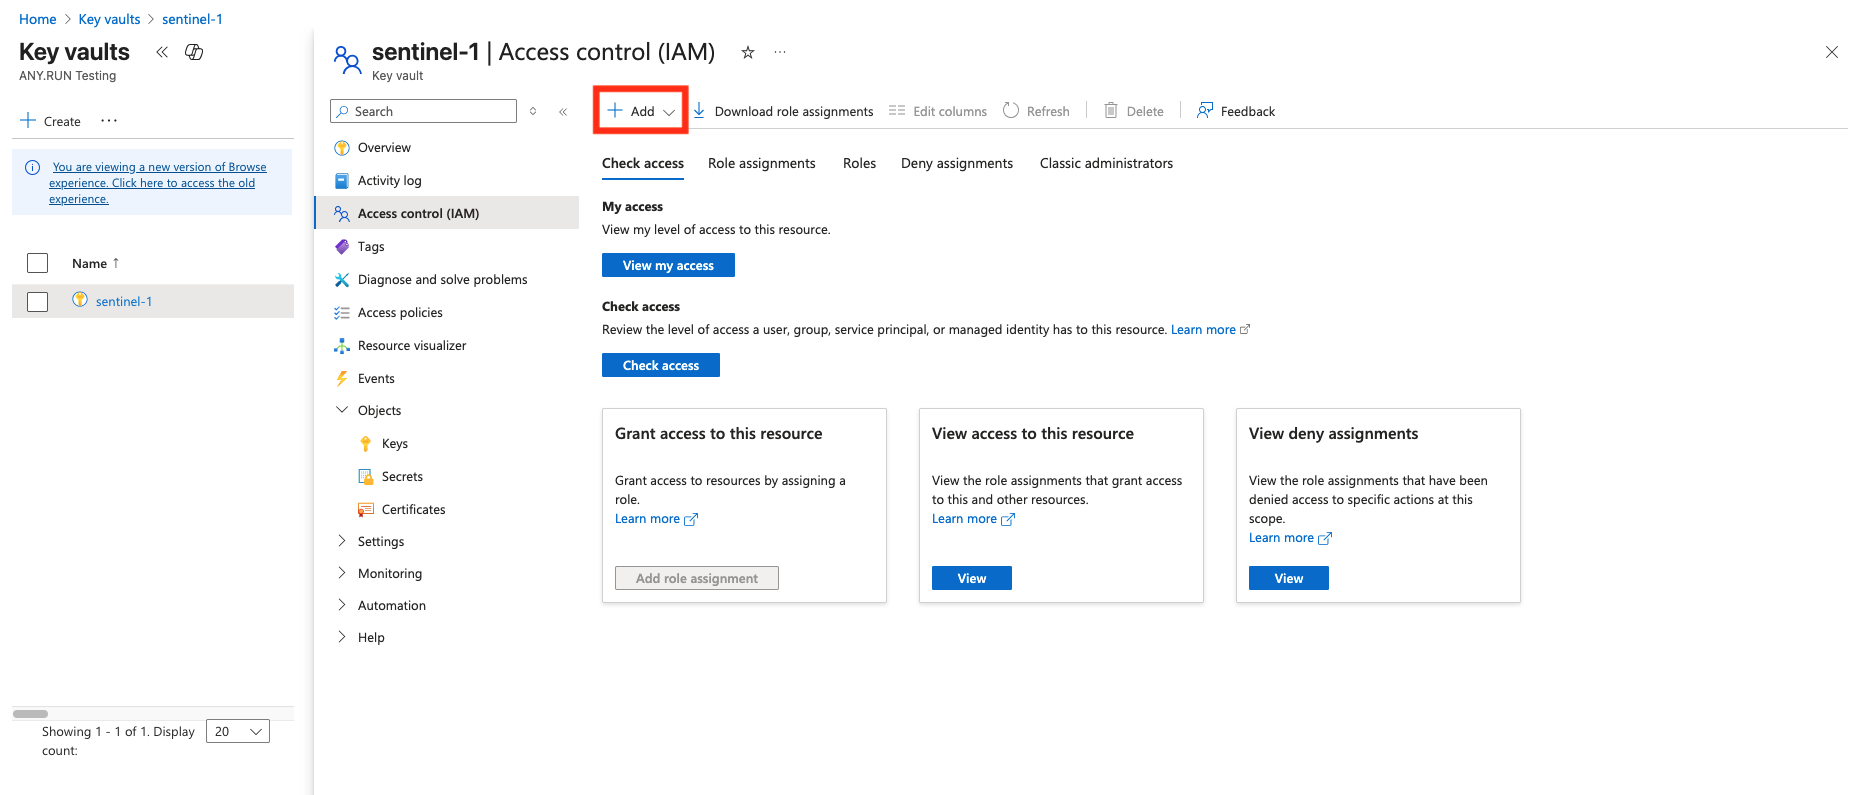 Home > Key vaults > sentinel-1
Key vaults
ANY.RUN Testing
Create
You are viewing a new version of Browse
experience. Click here to access the old
experience.
Name ↑
sentinel-1
Showing 1 - 1 of 1. Display
count:
20
sentinel-1 | Access control (IAM)
Key vault
Search
Overview
Activity log
Access control (IAM)
Tags
Diagnose and solve problems
Access policies
Resource visualizer
Events
Objects
Keys
Secrets
Certificates
Settings
Monitoring
Automation
Help
Add Download role assignments Edit columns Refresh Delete Feedback
Check access Role assignments Roles Deny assignments Classic administrators
My access
View my level of access to this resource.
View my access
Check access
Review the level of access a user, group, service principal, or managed identity has to this resource. Learn more
Check access
Grant access to this resource
Grant access to resources by assigning a
role.
Learn more
Add role assignment
View access to this resource
View the role assignments that grant access
to this and other resources.
Learn more
View
View deny assignments
View the role assignments that have been
denied access to specific actions at this
scope.
Learn more
View